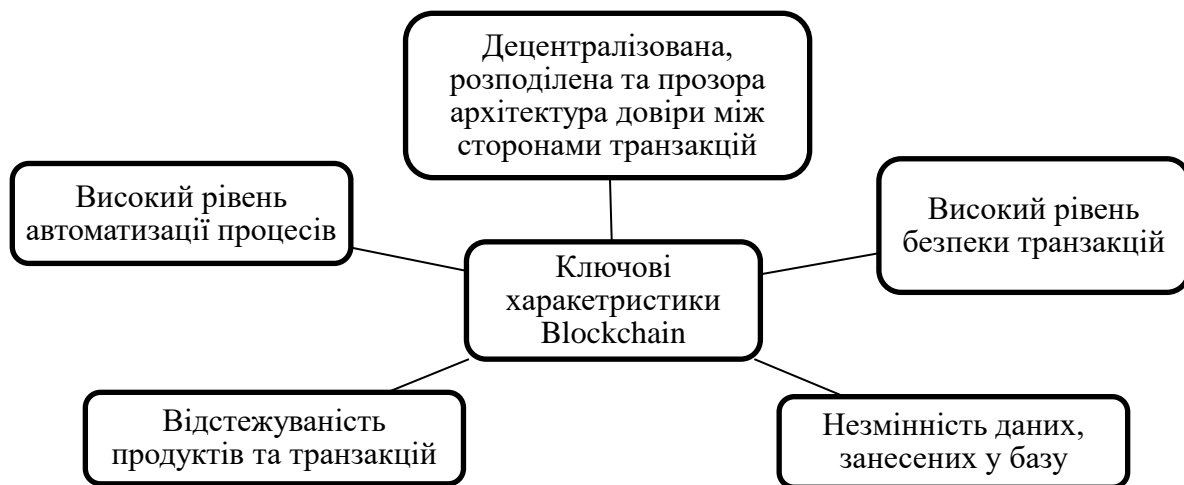 Децентралізована,
розподілена та прозора
архітектура довіри між
сторонами транзакцій
Високий рівень
автоматизації процесів
Високий рівень
безпеки транзакцій
Ключові
харакетристики
Blockchain
Відстежуваність
продуктів та транзакцій
Незмінність даних,
занесених у базу